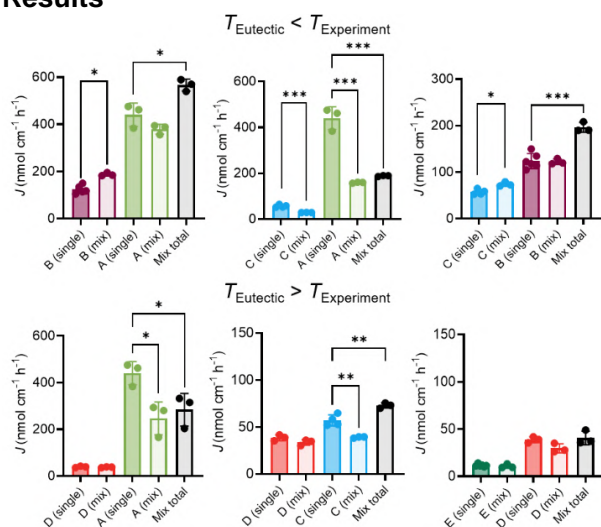 Results
T_Eutectic < T_Experiment
*
*
600
400
200
0
J (nmol cm⁻¹ h⁻¹)
B (single)
B (mix)
A (single)
A (mix)
Mix total
***
***
***
600
400
200
0
J (nmol cm⁻¹ h⁻¹)
C (single)
C (mix)
A (single)
A (mix)
Mix total
*
***
300
200
100
0
J (nmol cm⁻¹ h⁻¹)
C (single)
C (mix)
B (single)
B (mix)
Mix total
T_Eutectic > T_Experiment
*
*
600
400
200
0
J (nmol cm⁻¹ h⁻¹)
D (single)
D (mix)
A (single)
A (mix)
Mix total
**
**
150
100
50
0
J (nmol cm⁻¹ h⁻¹)
D (single)
D (mix)
C (single)
C (mix)
Mix total
150
100
50
0
J (nmol cm⁻¹ h⁻¹)
E (single)
E (mix)
D (single)
D (mix)
Mix total